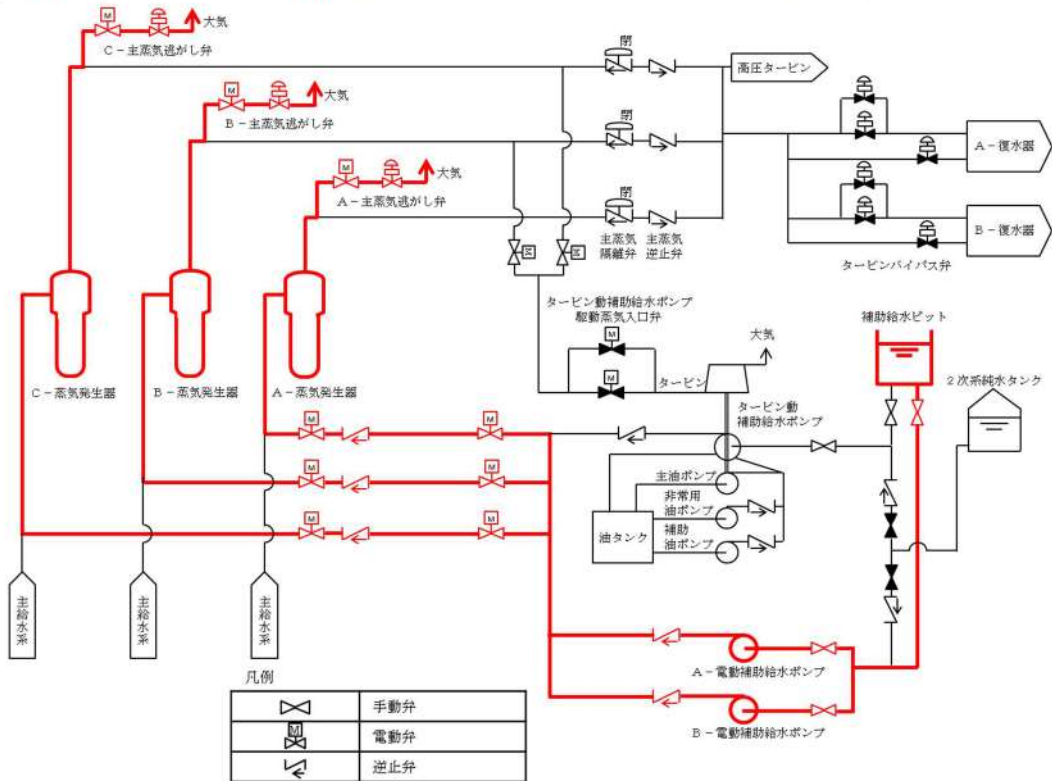 M
大気
C－主蒸気逃がし弁
閉
高圧タービン
M
大気
B－主蒸気逃がし弁
閉
A－復水器
M
大気
A－主蒸気逃がし弁
閉
主蒸気
隔離弁
主蒸気
逆止弁
B－復水器
タービンバイパス弁
M
M
タービン動補助給水ポンプ
駆動蒸気入口弁
M
M
タービン
大気
補助給水ピット
2次系純水タンク
C－蒸気発生器
B－蒸気発生器
A－蒸気発生器
タービン動
補助給水ポンプ
M
M
M
M
M
M
主油ポンプ
非常用
油ポンプ
補助
油ポンプ
油タンク
主給水系
主給水系
主給水系
A－電動補助給水ポンプ
B－電動補助給水ポンプ
凡例
手動弁
M
電動弁
逆止弁